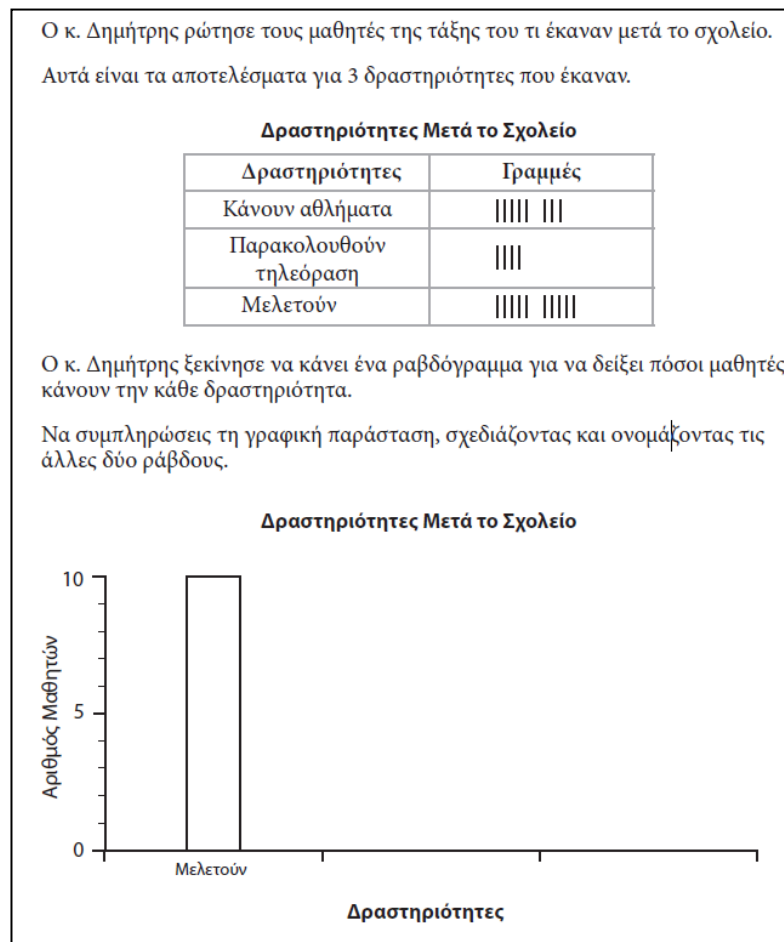 Ο κ. Δημήτρης ρώτησε τους μαθητές της τάξης του τι έκαναν μετά το σχολείο.
Αυτά είναι τα αποτελέσματα για 3 δραστηριότητες που έκαναν.
Δραστηριότητες Μετά το Σχολείο
Δραστηριότητες Γραμμές
Κάνουν αθλήματα ||||| |||
Παρακολουθούν
τηλεόραση ||||
Μελετούν ||||| |||||
Ο κ. Δημήτρης ξεκίνησε να κάνει ένα ραβδόγραμμα για να δείξει πόσοι μαθητές
κάνουν την κάθε δραστηριότητα.
Να συμπληρώσεις τη γραφική παράσταση, σχεδιάζοντας και ονομάζοντας τις
άλλες δύο ράβδους.
Δραστηριότητες Μετά το Σχολείο
Αριθμός Μαθητών
10
5
0
Μελετούν
Δραστηριότητες